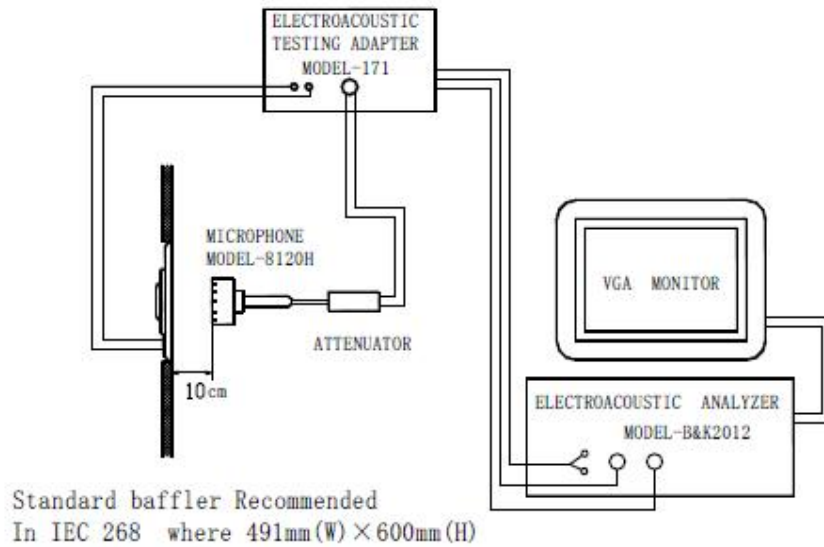 ELECTROACOUSTIC
TESTING ADAPTER
MODEL-171
MICROPHONE
MODEL-8120H
ATTENUATOR
10cm
VGA MONITOR
ELECTROACOUSTIC ANALYZER
MODEL-B&K2012
Standard baffler Recommended
In IEC 268 where 491mm(W)×600mm(H)